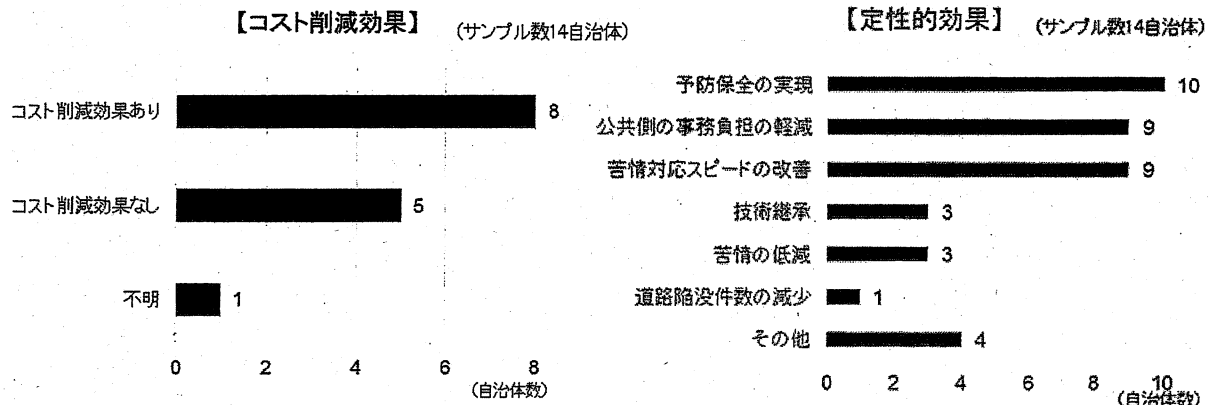 【コスト削減効果】 (サンプル数14自治体)
コスト削減効果あり 8
コスト削減効果なし 5
不明 1
0 2 4 6 8
(自治体数)
【定性的効果】 (サンプル数14自治体)
予防保全の実現 10
公共側の事務負担の軽減 9
苦情対応スピードの改善 9
技術継承 3
苦情の低減 3
道路陥没件数の減少 1
その他 4
0 2 4 6 8 10
(自治体数)